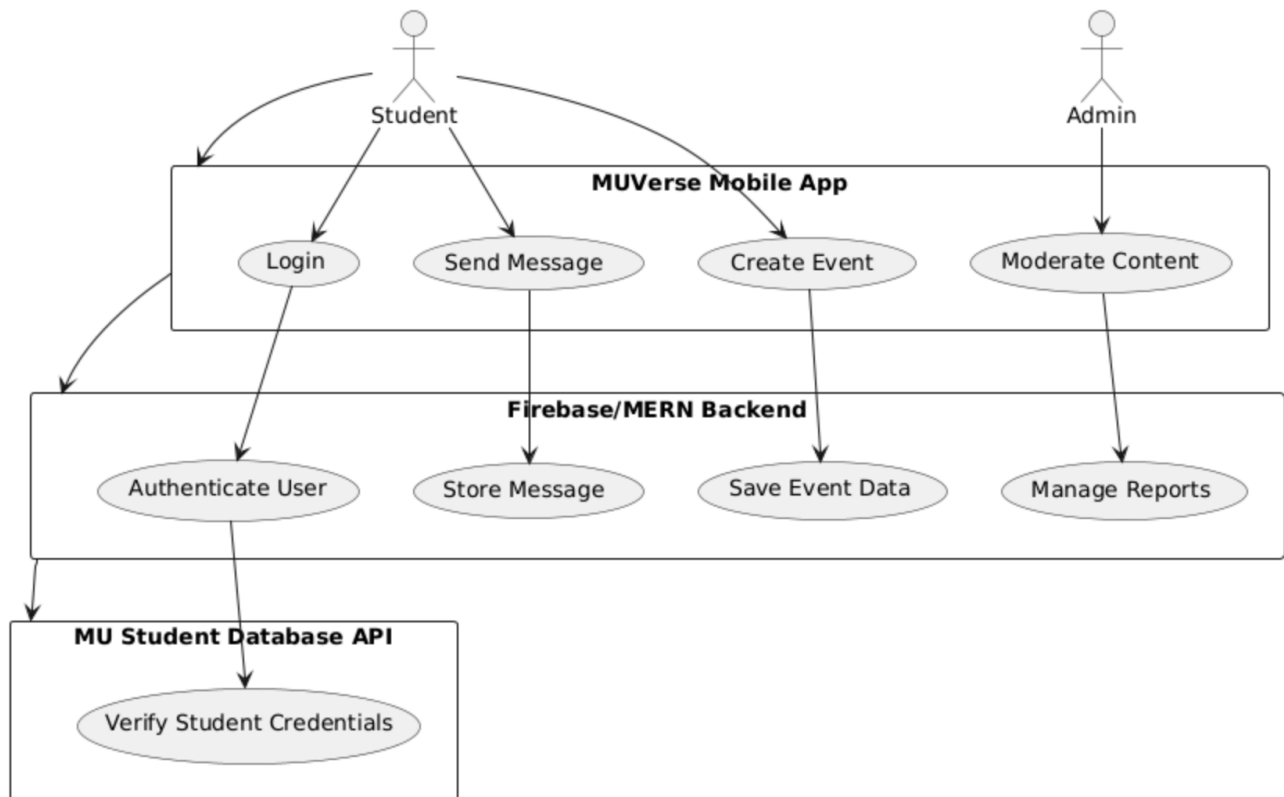 Student
Admin
MUVerse Mobile App
Login
Send Message
Create Event
Moderate Content
Firebase/MERN Backend
Authenticate User
Store Message
Save Event Data
Manage Reports
MU Student Database API
Verify Student Credentials